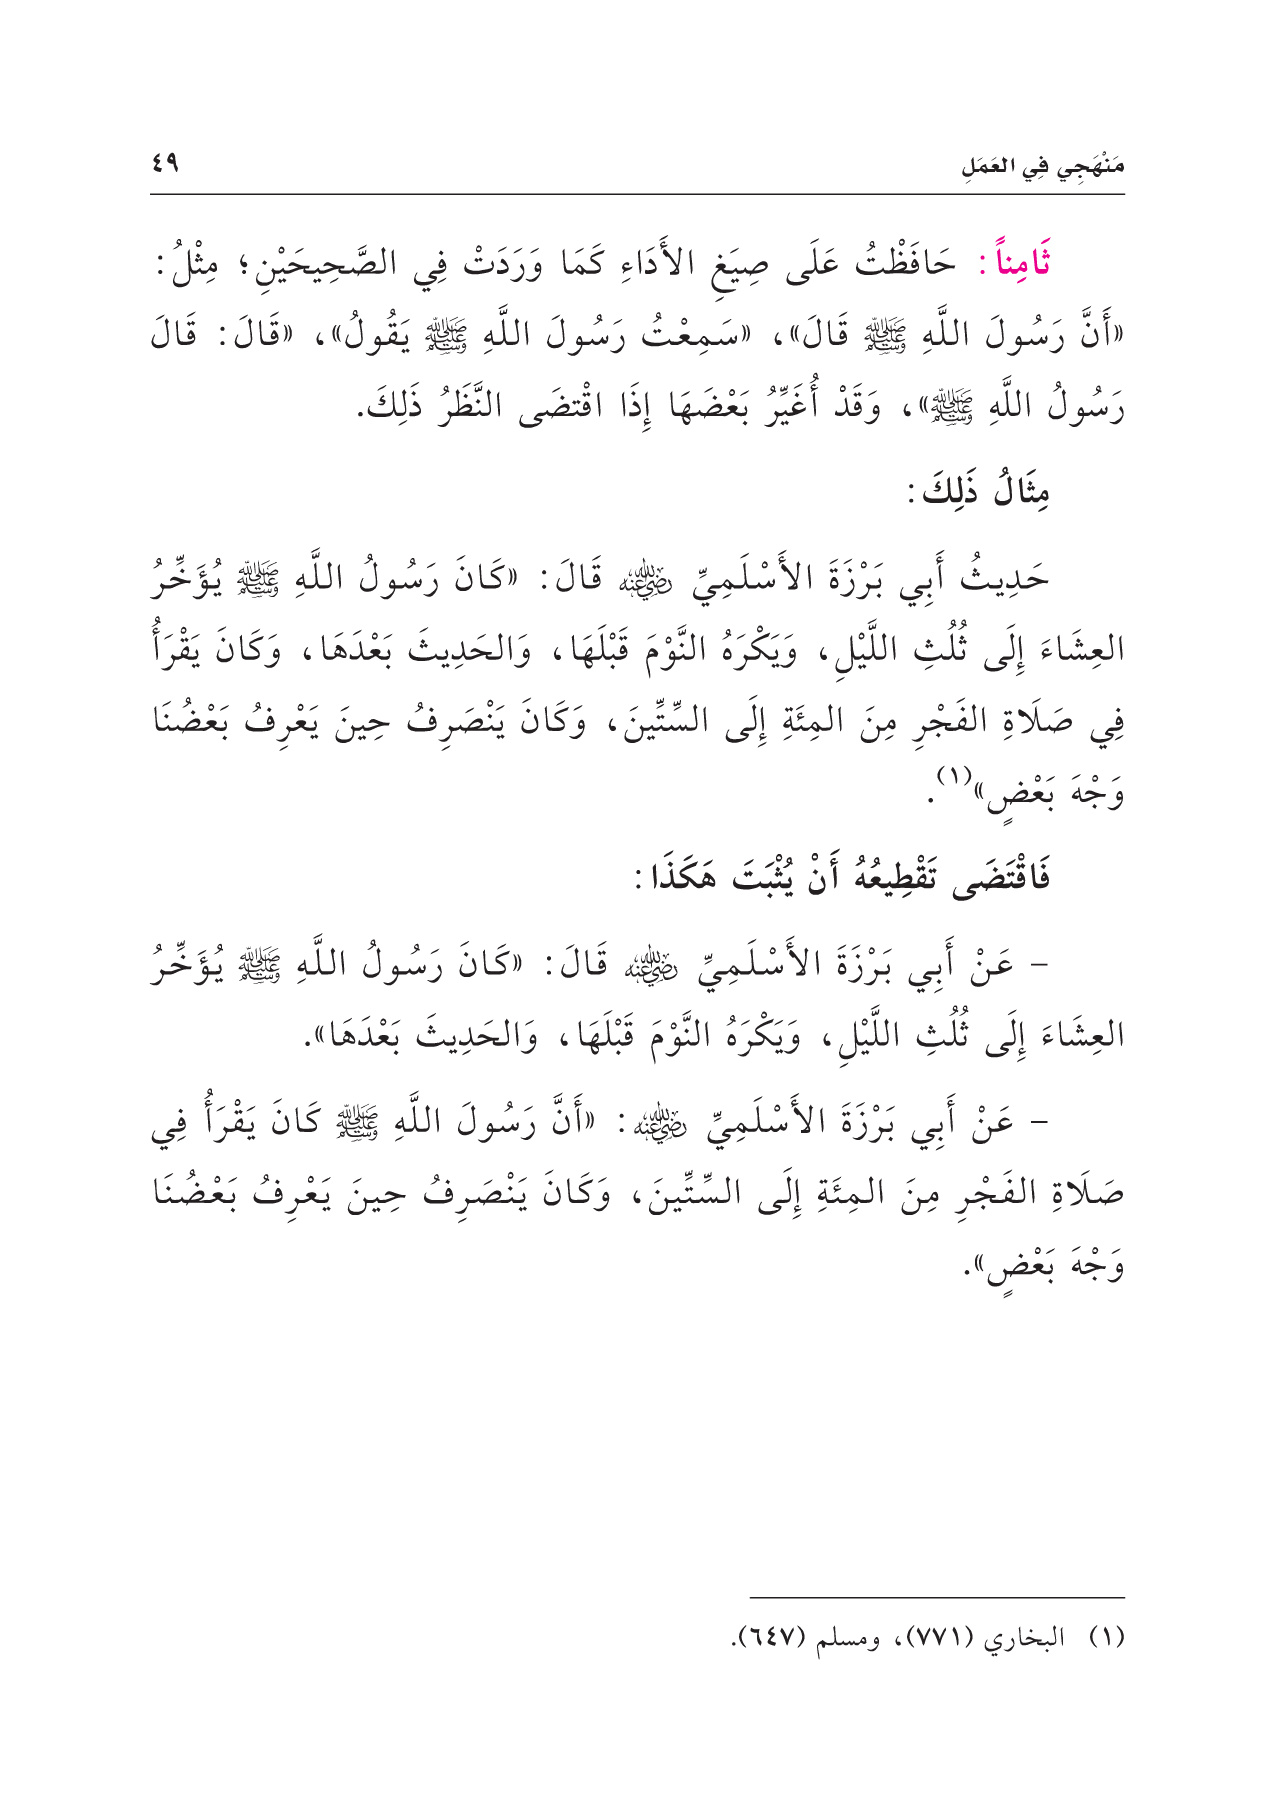 مَنْهَجِي فِي العَمَلِ ٤٩
ثَامِناً: حَافَظْتُ عَلَى صِيَغِ الأَدَاءِ كَمَا وَرَدَتْ فِي الصَّحِيحَيْنِ؛ مِثْلُ:
«أَنَّ رَسُولَ اللَّهِ ﷺ قَالَ»، «سَمِعْتُ رَسُولَ اللَّهِ ﷺ يَقُولُ»، «قَالَ: قَالَ
رَسُولُ اللَّهِ ﷺ»، وَقَدْ أُغَيِّرُ بَعْضَهَا إِذَا اقْتضَى النَّظَرُ ذَلِكَ.
مِثَالُ ذَلِكَ:
حَدِيثُ أَبِي بَرْزَةَ الأَسْلَمِيِّ رضي الله عنه قَالَ: «كَانَ رَسُولُ اللَّهِ ﷺ يُؤَخِّرُ
العِشَاءَ إِلَى ثُلُثِ اللَّيْلِ، وَيَكْرَهُ النَّوْمَ قَبْلَهَا، وَالحَدِيثَ بَعْدَهَا، وَكَانَ يَقْرَأُ
فِي صَلَاةِ الفَجْرِ مِنَ المِئَةِ إِلَى السِّتِّينَ، وَكَانَ يَنْصَرِفُ حِينَ يَعْرِفُ بَعْضُنَا
وَجْهَ بَعْضٍ»(١).
فَاقْتَضَى تَقْطِيعُهُ أَنْ يُثْبَتَ هَكَذَا:
- عَنْ أَبِي بَرْزَةَ الأَسْلَمِيِّ رضي الله عنه قَالَ: «كَانَ رَسُولُ اللَّهِ ﷺ يُؤَخِّرُ
العِشَاءَ إِلَى ثُلُثِ اللَّيْلِ، وَيَكْرَهُ النَّوْمَ قَبْلَهَا، وَالحَدِيثَ بَعْدَهَا».
- عَنْ أَبِي بَرْزَةَ الأَسْلَمِيِّ رضي الله عنه: «أَنَّ رَسُولَ اللَّهِ ﷺ كَانَ يَقْرَأُ فِي
صَلَاةِ الفَجْرِ مِنَ المِئَةِ إِلَى السِّتِّينَ، وَكَانَ يَنْصَرِفُ حِينَ يَعْرِفُ بَعْضُنَا
وَجْهَ بَعْضٍ».
(١) البخاري (٧٧١)، ومسلم (٦٤٧).